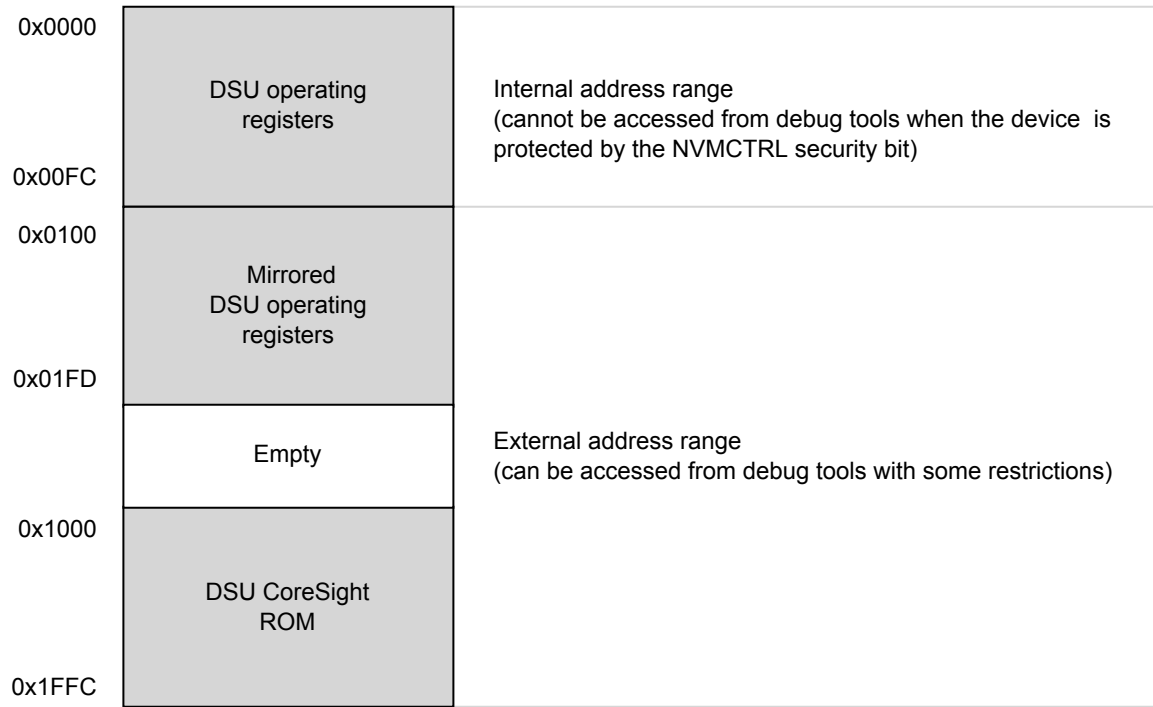 0x0000
DSU operating
registers
Internal address range
(cannot be accessed from debug tools when the device is
protected by the NVMCTRL security bit)
0x00FC
0x0100
Mirrored
DSU operating
registers
0x01FD
Empty
External address range
(can be accessed from debug tools with some restrictions)
0x1000
DSU CoreSight
ROM
0x1FFC